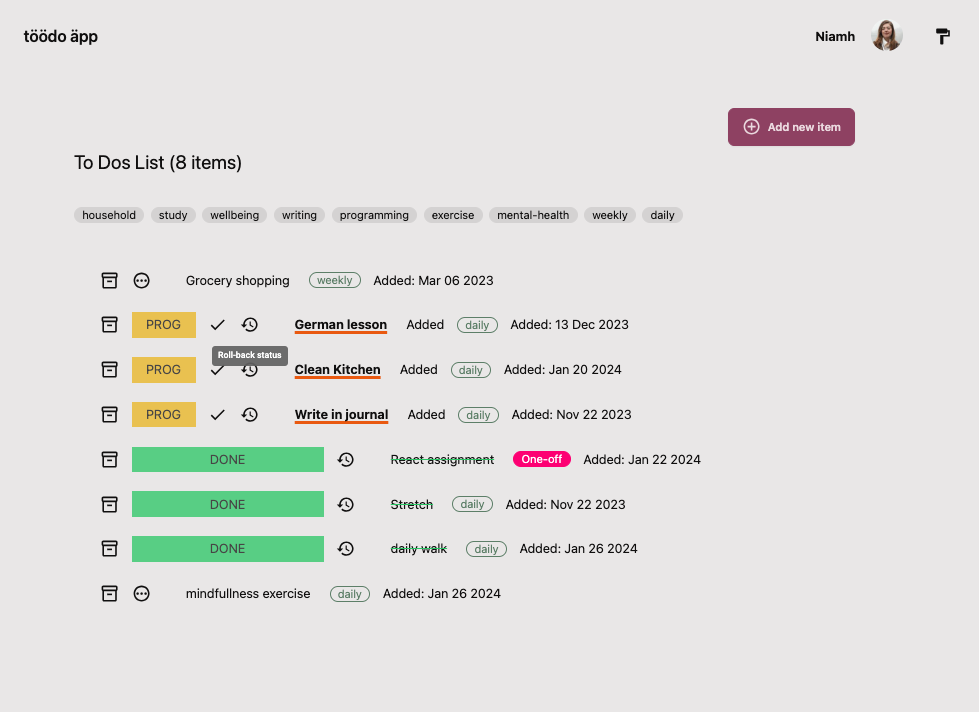 töödo äpp
Niamh
Add new item
To Dos List (8 items)
household study wellbeing writing programming exercise mental-health weekly daily
Grocery shopping weekly Added: Mar 06 2023
PROG German lesson Added daily Added: 13 Dec 2023
Roll-back status
PROG Clean Kitchen Added daily Added: Jan 20 2024
PROG Write in journal Added daily Added: Nov 22 2023
DONE React assignment One-off Added: Jan 22 2024
DONE Stretch daily Added: Nov 22 2023
DONE daily walk daily Added: Jan 26 2024
mindfullness exercise daily Added: Jan 26 2024